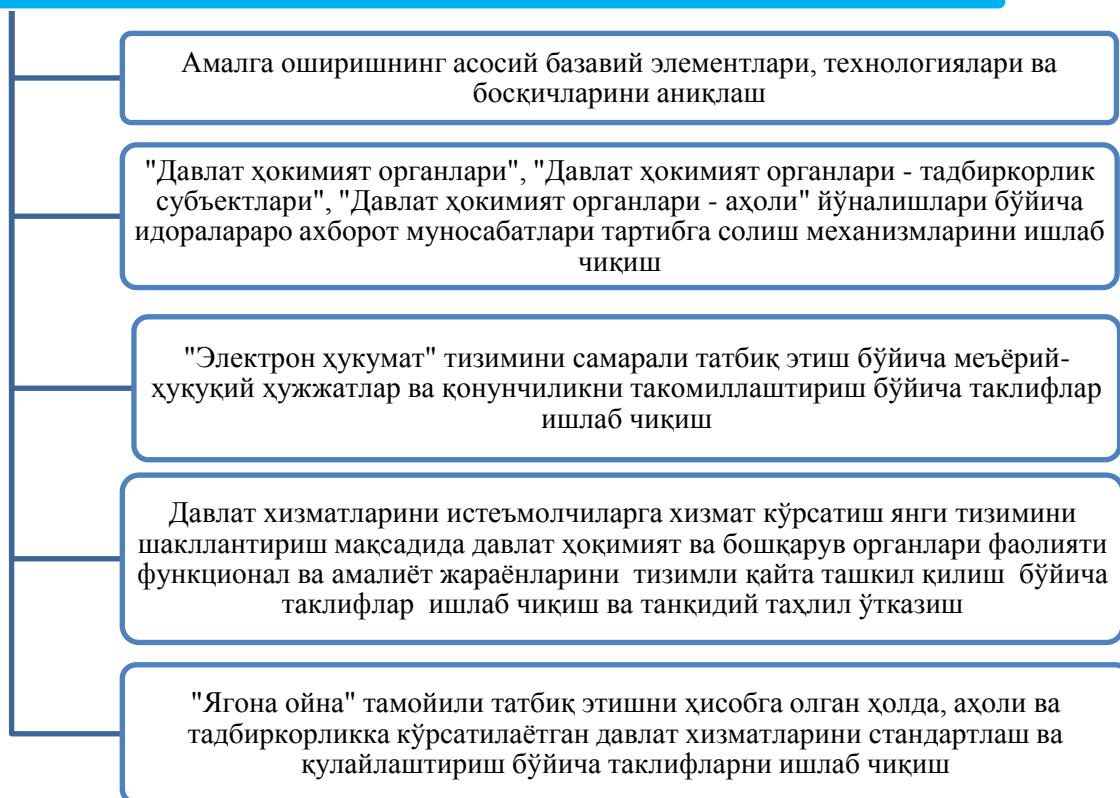 Амалга оширишнинг асосий базавий элементлари, технологиялари ва
босқичларини аниқлаш
"Давлат ҳокимият органлари", "Давлат ҳокимият органлари - тадбиркорлик
субъектлари", "Давлат ҳокимият органлари - аҳоли" йўналишлари бўйича
идоралараро ахборот муносабатлари тартибга солиш механизмларини ишлаб
чиқиш
"Электрон ҳукумат" тизимини самарали татбиқ этиш бўйича меъёрий-
ҳуқуқий ҳужжатлар ва қонунчиликни такомиллаштириш бўйича таклифлар
ишлаб чиқиш
Давлат хизматларини истеъмолчиларга хизмат кўрсатиш янги тизимини
шакллантириш мақсадида давлат ҳоқимият ва бошқарув органлари фаолияти
функционал ва амалиёт жараёнларини тизимли қайта ташкил қилиш бўйича
таклифлар ишлаб чиқиш ва танқидий таҳлил ўтказиш
"Ягона ойна" тамойили татбиқ этишни ҳисобга олган ҳолда, аҳоли ва
тадбиркорликка кўрсатилаётган давлат хизматларини стандартлаш ва
қулайлаштириш бўйича таклифларни ишлаб чиқиш